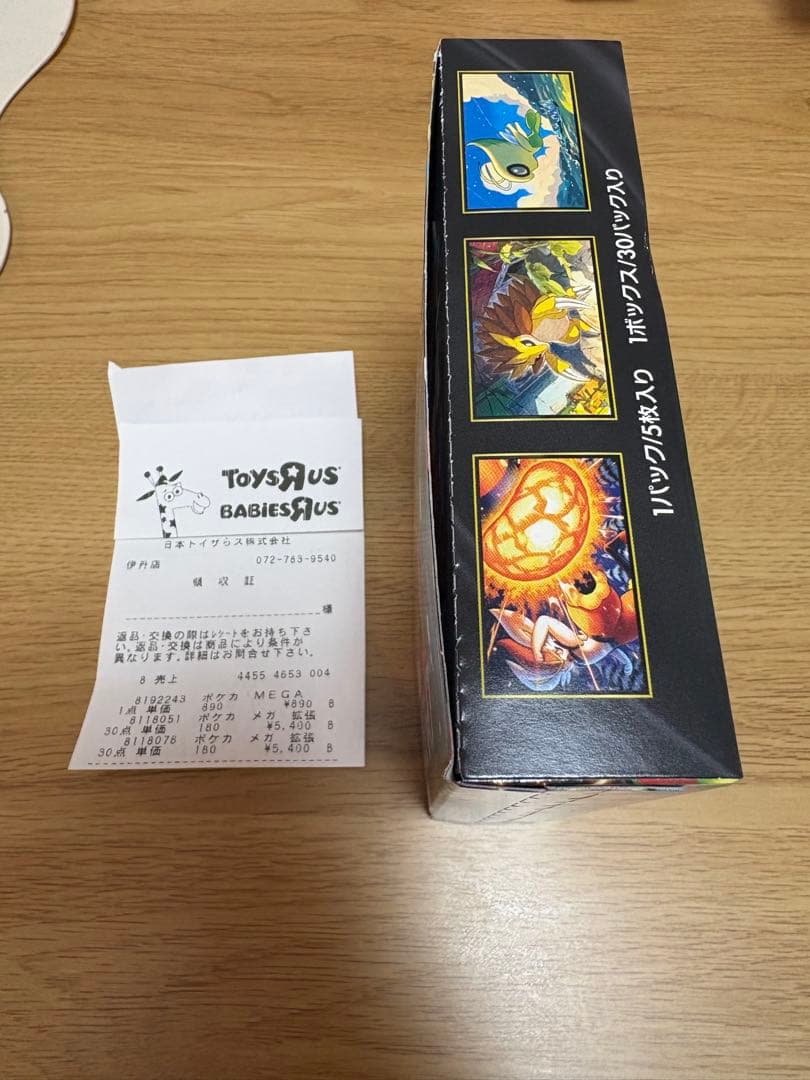 TOYS"R"US
BABIES"R"US
日本トイザらス株式会社
伊丹店 072-783-9540
領 収 証
様
返品・交換の際はレシートをお持ち下さ
い。返品・交換は商品により条件が
異なります。詳細はお問合せ下さい。
8 売上 4455 4653 004
8192243 ポケカ MEGA
1点 単価 890 ¥890 B
8118051 ポケカ メガ 拡張
30点 単価 180 ¥5,400 B
8118076 ポケカ メガ 拡張
30点 単価 180 ¥5,400 B
1パック/5枚入り 1ボックス/30パック入り